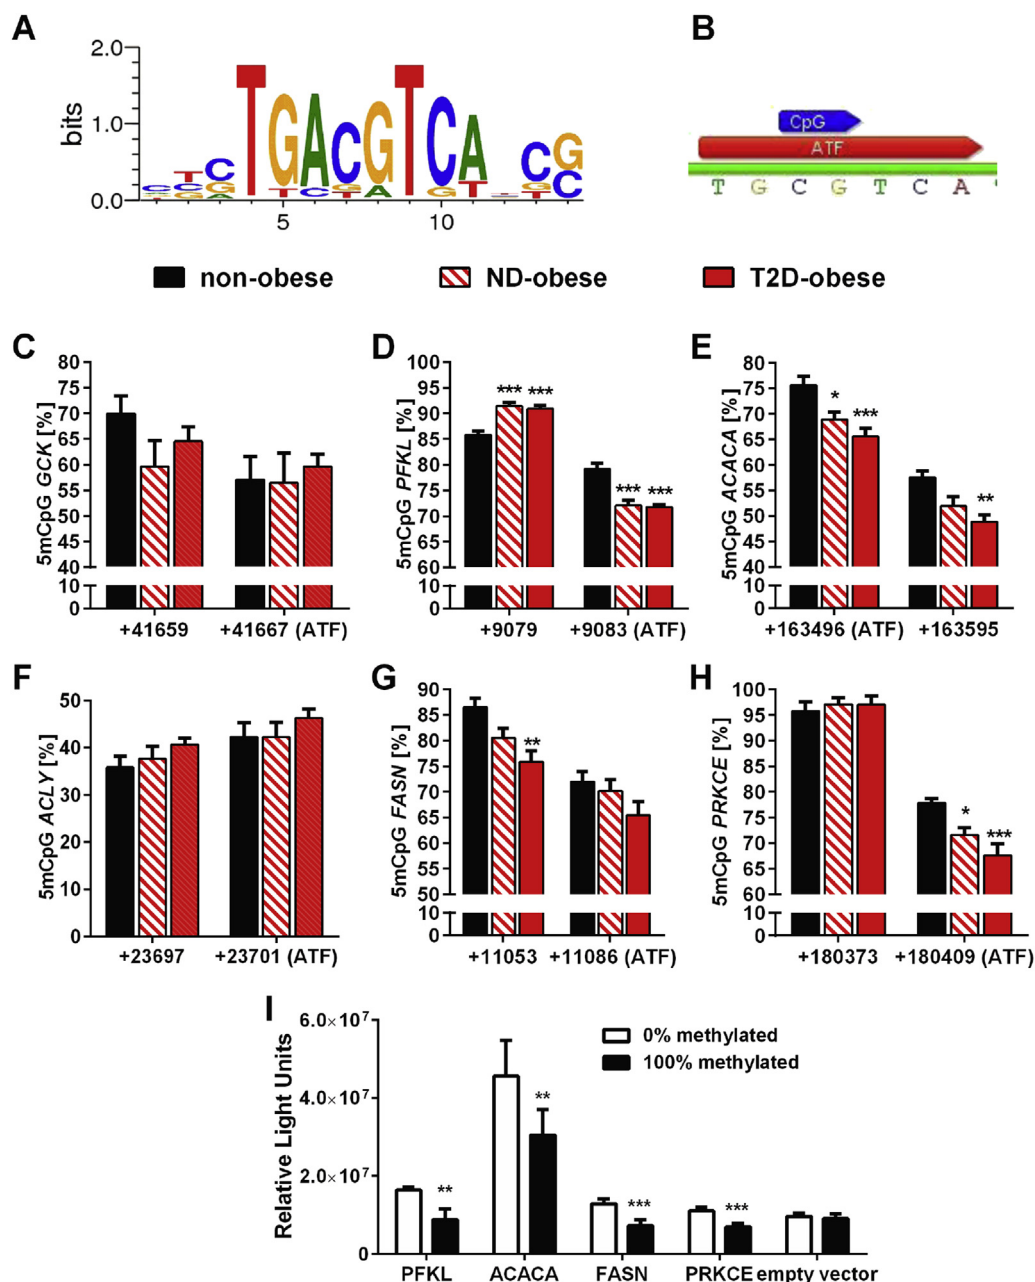 A
2.0
1.0
0.0
bits
TGACGTCA
5
10
B
CpG
ATF
T G C G T C A
non-obese
ND-obese
T2D-obese
C
5mCpG GCK [%]
80
75
70
65
60
55
50
45
40
10
0
+41659
+41667 (ATF)
D
5mCpG PFKL [%]
100
95
90
85
80
75
70
65
60
10
0
*** ***
*** ***
+9079
+9083 (ATF)
E
5mCpG ACACA [%]
80
75
70
65
60
55
50
45
40
10
0
* ***
**
+163496 (ATF)
+163595
F
5mCpG ACLY [%]
50
40
30
20
10
0
+23697
+23701 (ATF)
G
5mCpG FASN [%]
90
85
80
75
70
65
60
55
50
10
0
**
+11053
+11086 (ATF)
H
5mCpG PRKCE [%]
100
95
90
85
80
75
70
65
60
10
0
* ***
+180373
+180409 (ATF)
I
Relative Light Units
6.0×10⁷
4.0×10⁷
2.0×10⁷
0
0% methylated
100% methylated
** ** *** ***
PFKL
ACACA
FASN
PRKCE
empty vector